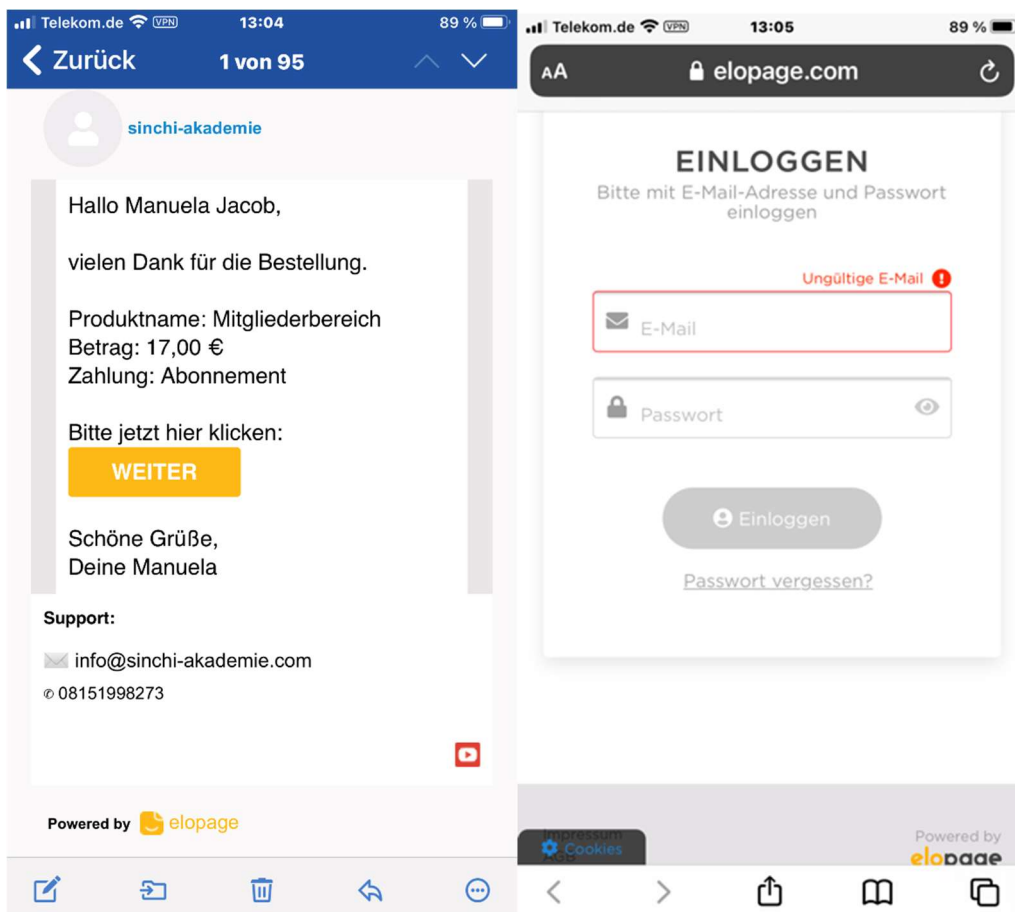 Telekom.de VPN 13:04 89 %
Zurück 1 von 95
sinchi-akademie
Hallo Manuela Jacob,
vielen Dank für die Bestellung.
Produktname: Mitgliederbereich
Betrag: 17,00 €
Zahlung: Abonnement
Bitte jetzt hier klicken:
WEITER
Schöne Grüße,
Deine Manuela
Support:
info@sinchi-akademie.com
✆ 08151998273
Powered by elopage
Telekom.de VPN 13:05 89 %
AA elopage.com
EINLOGGEN
Bitte mit E-Mail-Adresse und Passwort
einloggen
Ungültige E-Mail
E-Mail
Passwort
Einloggen
Passwort vergessen?
Impressum
AGB
Cookies
Powered by
elopage